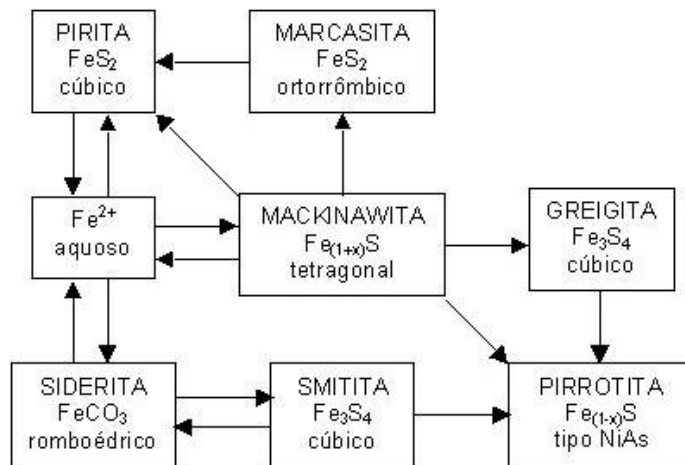 PIRITA
FeS₂
cúbico
MARCASITA
FeS₂
ortorrômbico
Fe²⁺
aquoso
MACKINAWITA
Fe₍₁₊ₓ₎S
tetragonal
GREIGITA
Fe₃S₄
cúbico
SIDERITA
FeCO₃
romboédrico
SMITITA
Fe₃S₄
cúbico
PIRROTITA
Fe₍₁₋ₓ₎S
tipo NiAs